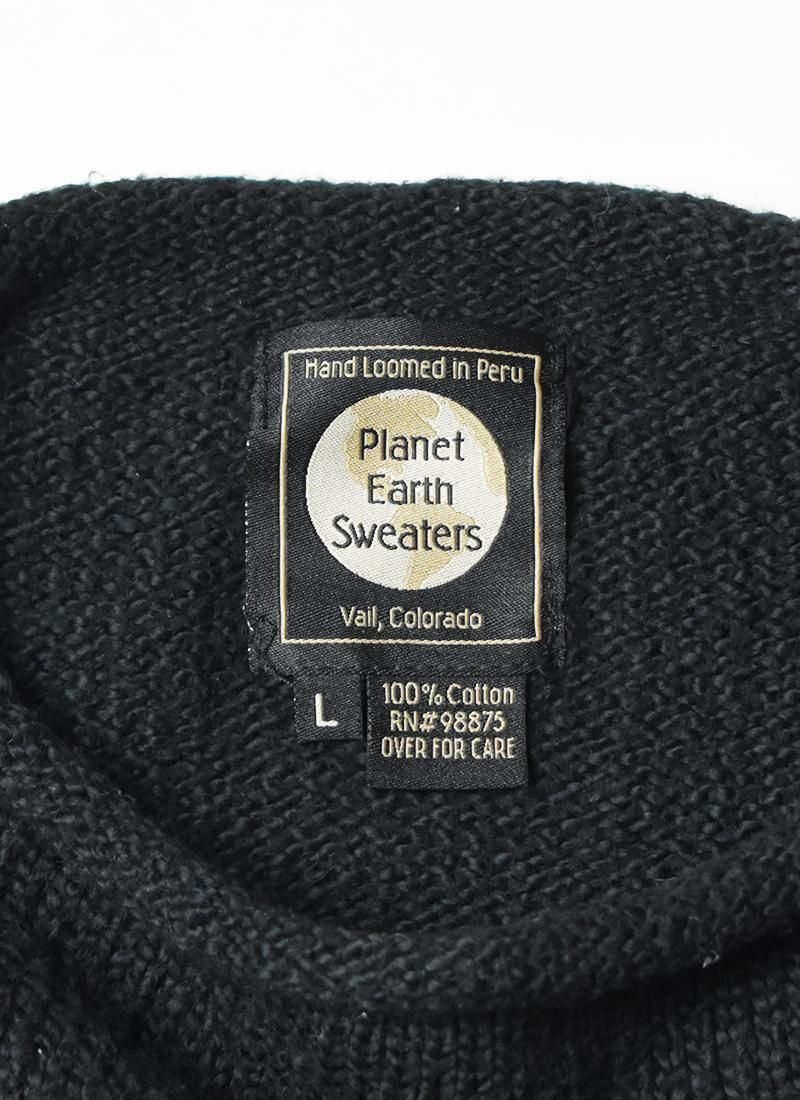 Hand Loomed in Peru
Planet
Earth
Sweaters
Vail, Colorado
L
100% Cotton
RN#98875
OVER FOR CARE